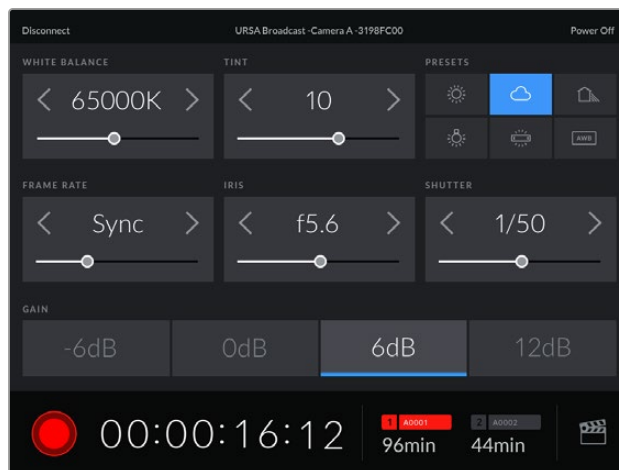 Disconnect
URSA Broadcast -Camera A -3198FC00
Power Off
WHITE BALANCE
TINT
PRESETS
65000K
10
AWB
FRAME RATE
IRIS
SHUTTER
Sync
f5.6
1/50
GAIN
-6dB
0dB
6dB
12dB
00:00:16:12
1 A0001
96min
2 A0002
44min